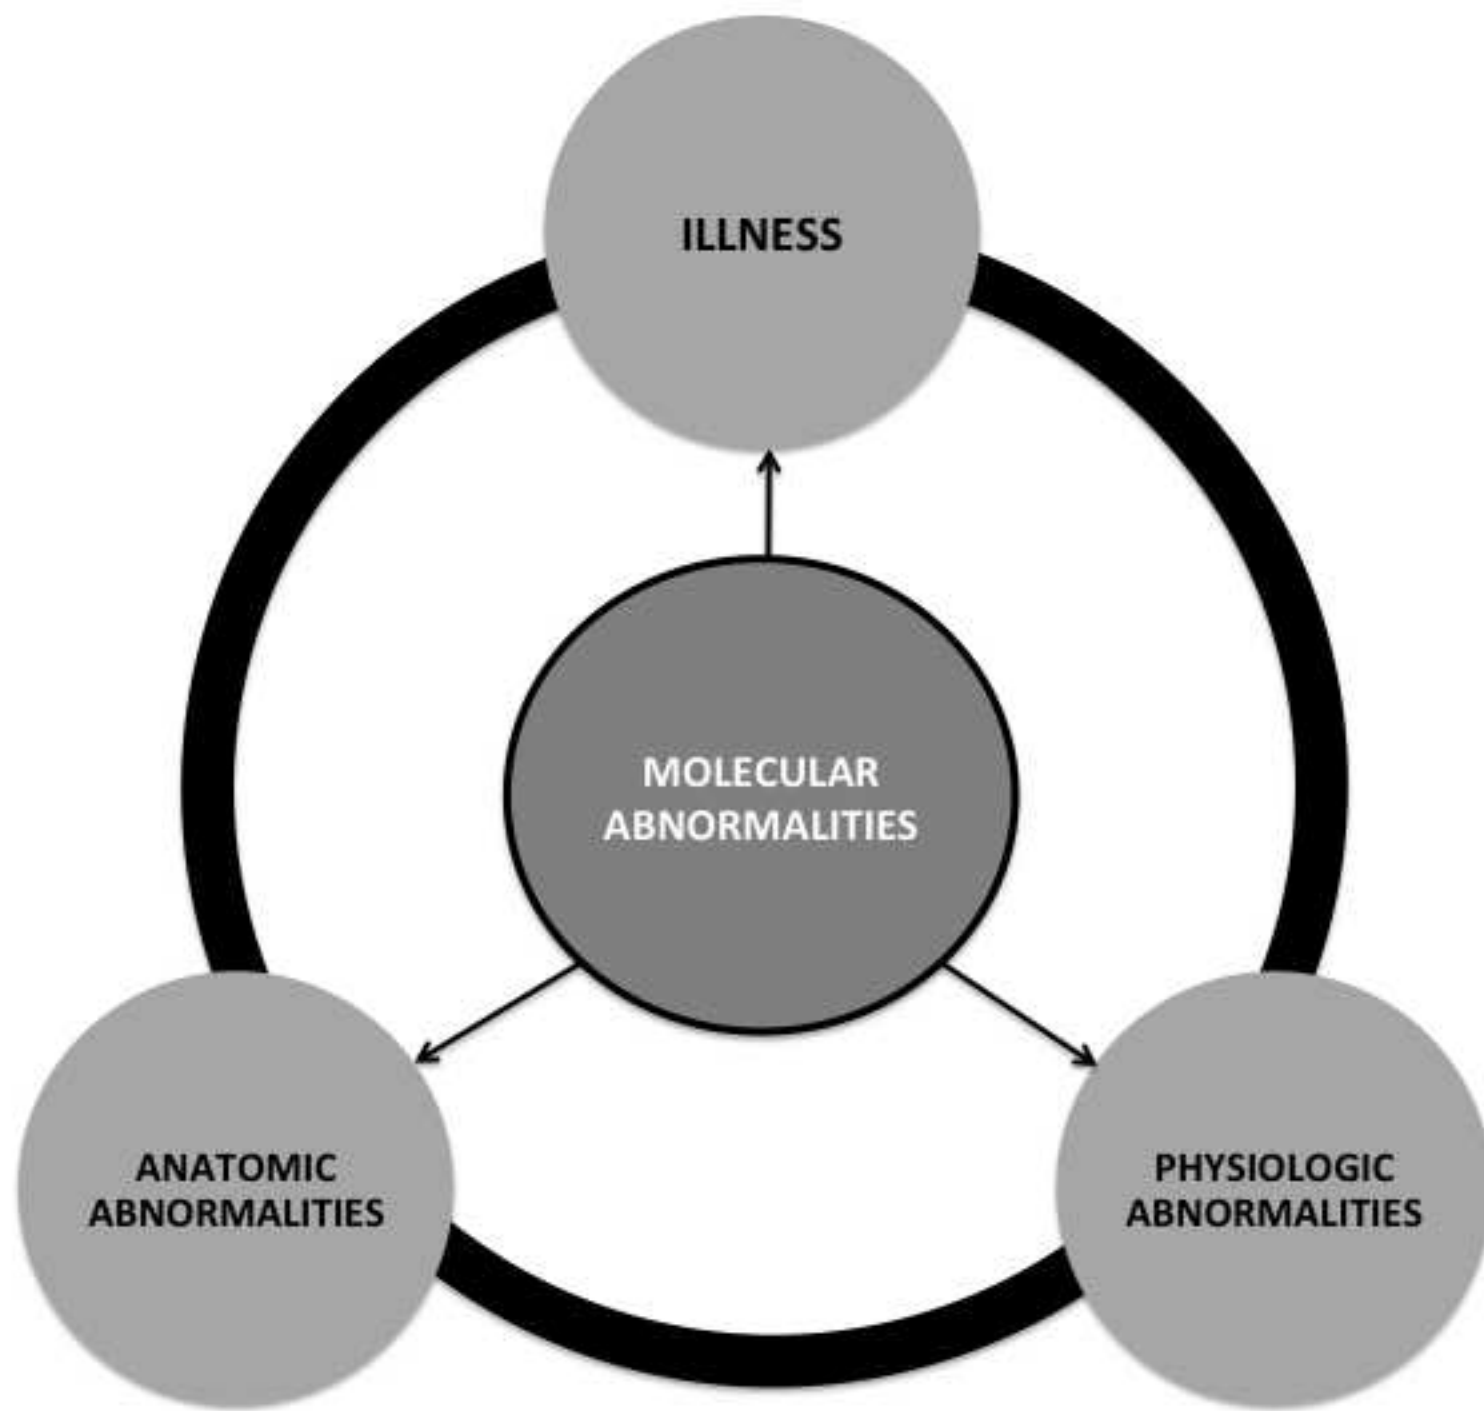 ILLNESS
MOLECULAR
ABNORMALITIES
ANATOMIC
ABNORMALITIES
PHYSIOLOGIC
ABNORMALITIES